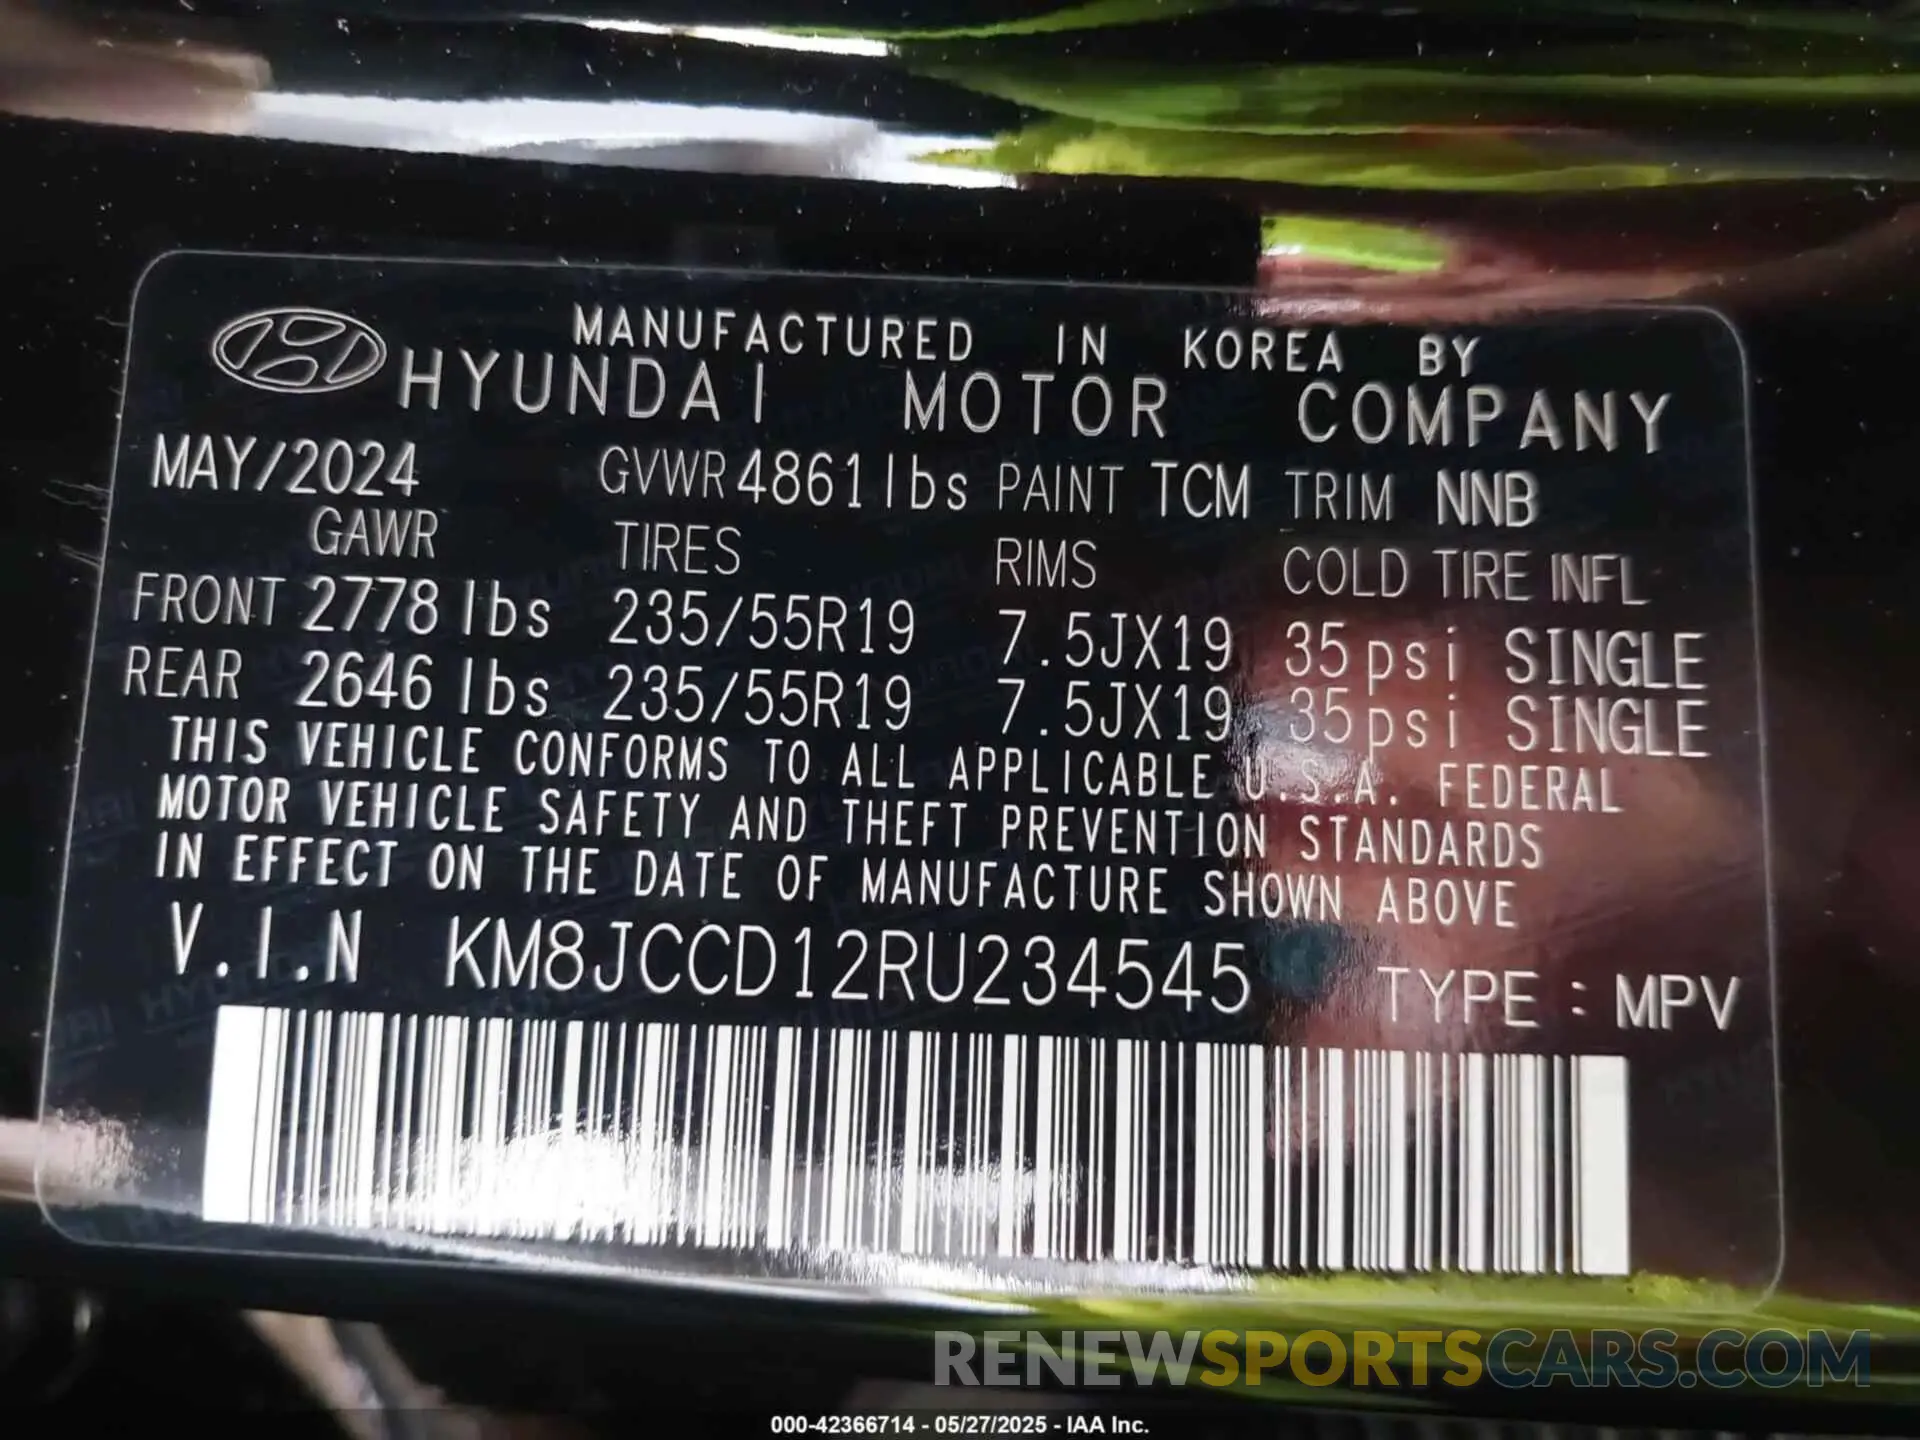 MANUFACTURED IN KOREA BY
HYUNDAI MOTOR COMPANY
MAY/2024 GVWR 4861 lbs PAINT TCM TRIM NNB
GAWR TIRES RIMS COLD TIRE INFL
FRONT 2778 lbs 235/55R19 7.5JX19 35psi SINGLE
REAR 2646 lbs 235/55R19 7.5JX19 35psi SINGLE
THIS VEHICLE CONFORMS TO ALL APPLICABLE U.S.A. FEDERAL
MOTOR VEHICLE SAFETY AND THEFT PREVENTION STANDARDS
IN EFFECT ON THE DATE OF MANUFACTURE SHOWN ABOVE
V.I.N KM8JCCD12RU234545 TYPE : MPV
RENEWSPORTSCARS.COM
000-42366714 - 05/27/2025 - IAA Inc.